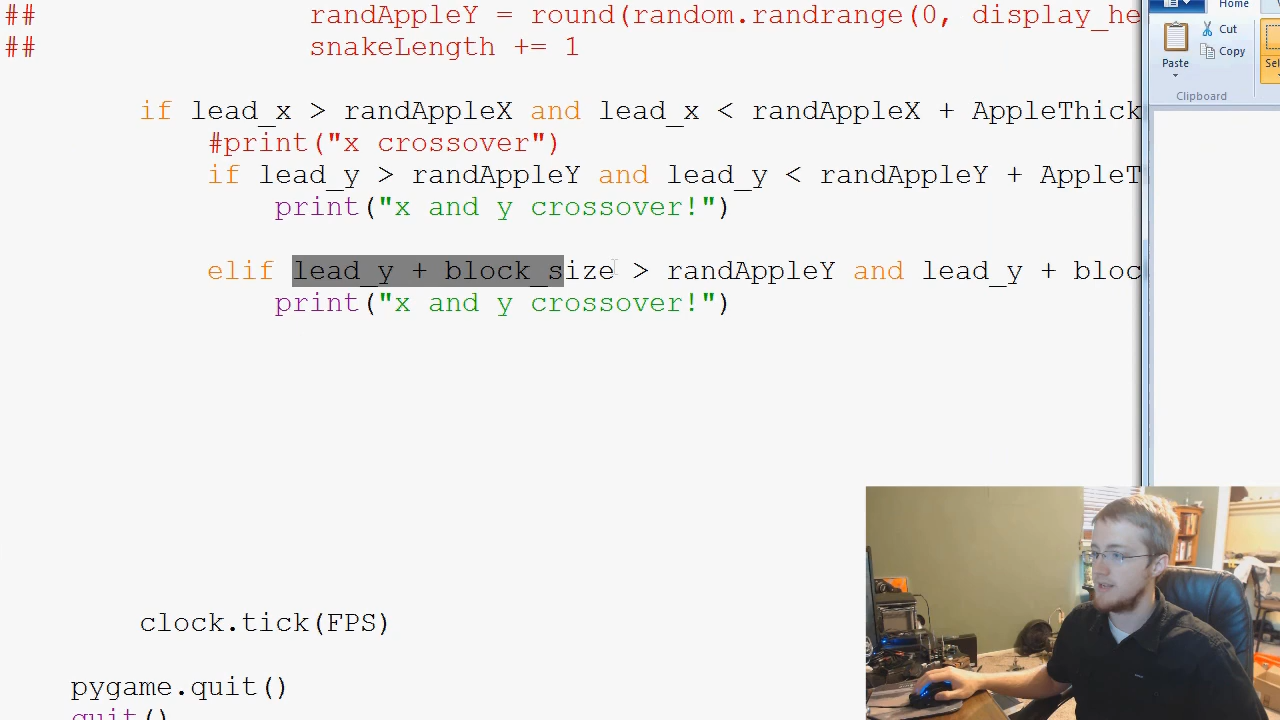 ## randAppleY = round(random.randrange(0, display_he
## snakeLength += 1
if lead_x > randAppleX and lead_x < randAppleX + AppleThick
#print("x crossover")
if lead_y > randAppleY and lead_y < randAppleY + AppleT
print("x and y crossover!")
elif lead_y + block_size > randAppleY and lead_y + bloc
print("x and y crossover!")
clock.tick(FPS)
pygame.quit()
quit()
Home
Cut
Copy
Paste
Sel
Clipboard